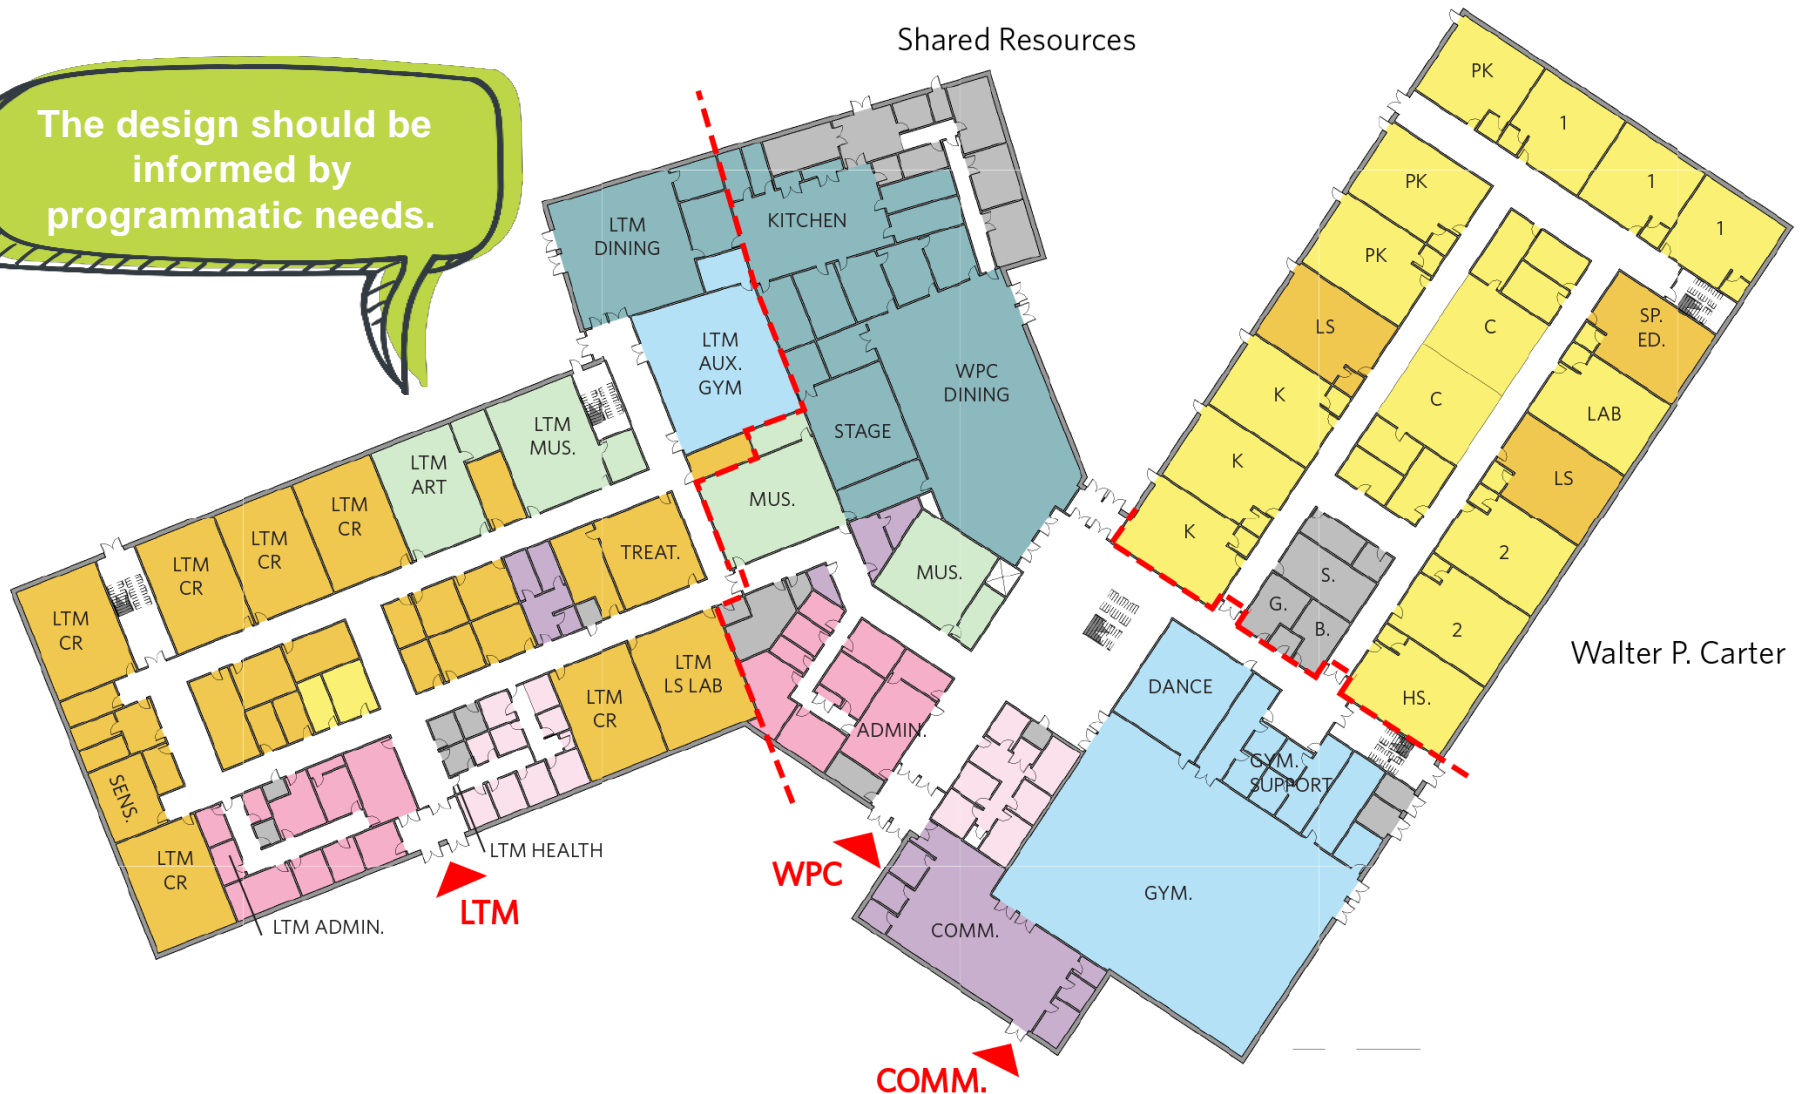 Shared Resources
The design should be
informed by
programmatic needs.
LTM
DINING
KITCHEN
LTM
AUX.
GYM
WPC
DINING
STAGE
LTM
MUS.
LTM
ART
LTM
CR
LTM
CR
LTM
CR
LTM
CR
TREAT.
MUS.
MUS.
LTM
LS LAB
LTM
CR
SENS.
LTM
CR
LTM HEALTH
LTM ADMIN.
LTM
ADMIN.
WPC
COMM.
COMM.
DANCE
GYM.
SUPPORT
GYM.
PK
1
1
1
PK
PK
LS
K
K
K
C
C
SP.
ED.
LAB
LS
2
2
HS.
S.
G.
B.
Walter P. Carter